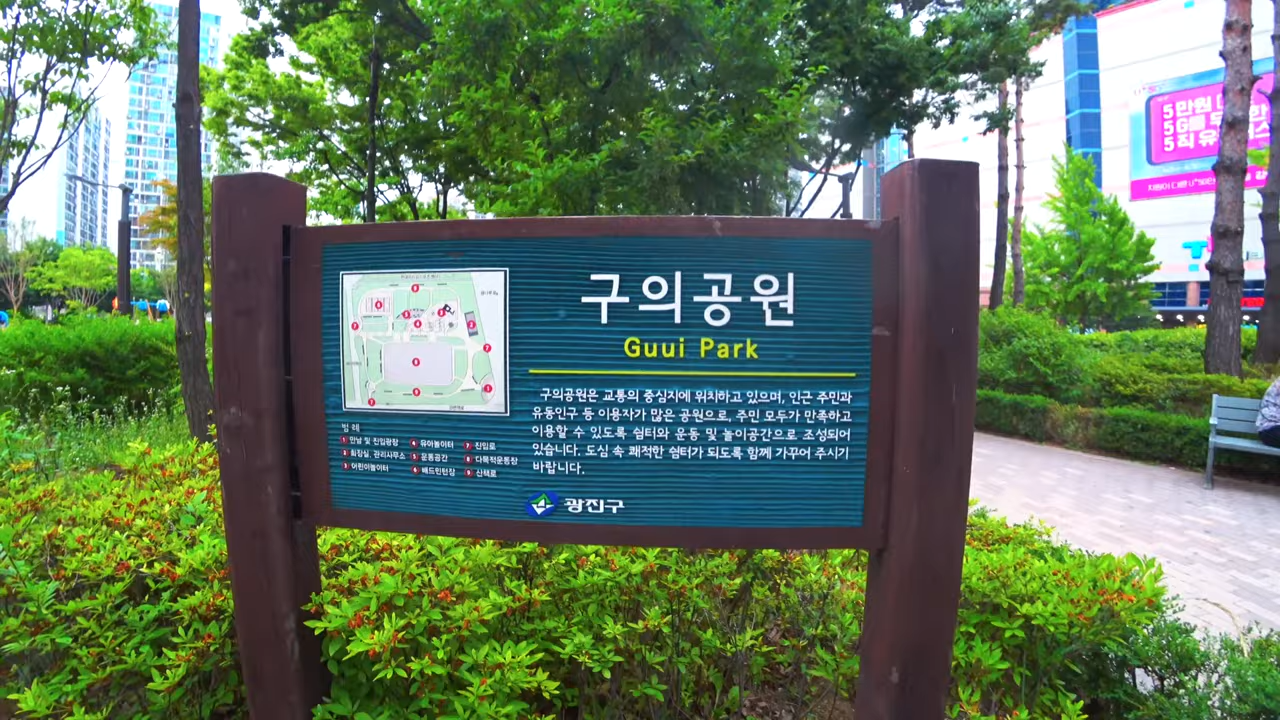 구의공원
Guui Park
구의공원은 교통의 중심지에 위치하고 있으며, 인근 주민과
유동인구 등 이용자가 많은 공원으로, 주민 모두가 만족하고
이용할 수 있도록 쉼터와 운동 및 놀이공간으로 조성되어
있습니다. 도심 속 쾌적한 쉼터가 되도록 함께 가꾸어 주시기
바랍니다.
범 례
1 만남 및 진입광장
2 화장실, 관리사무소
3 어린이놀이터
4 유아놀이터
5 운동공간
6 배드민턴장
7 진입로
8 다목적운동장
9 산책로
광진구
5만원
5G를
5직 유